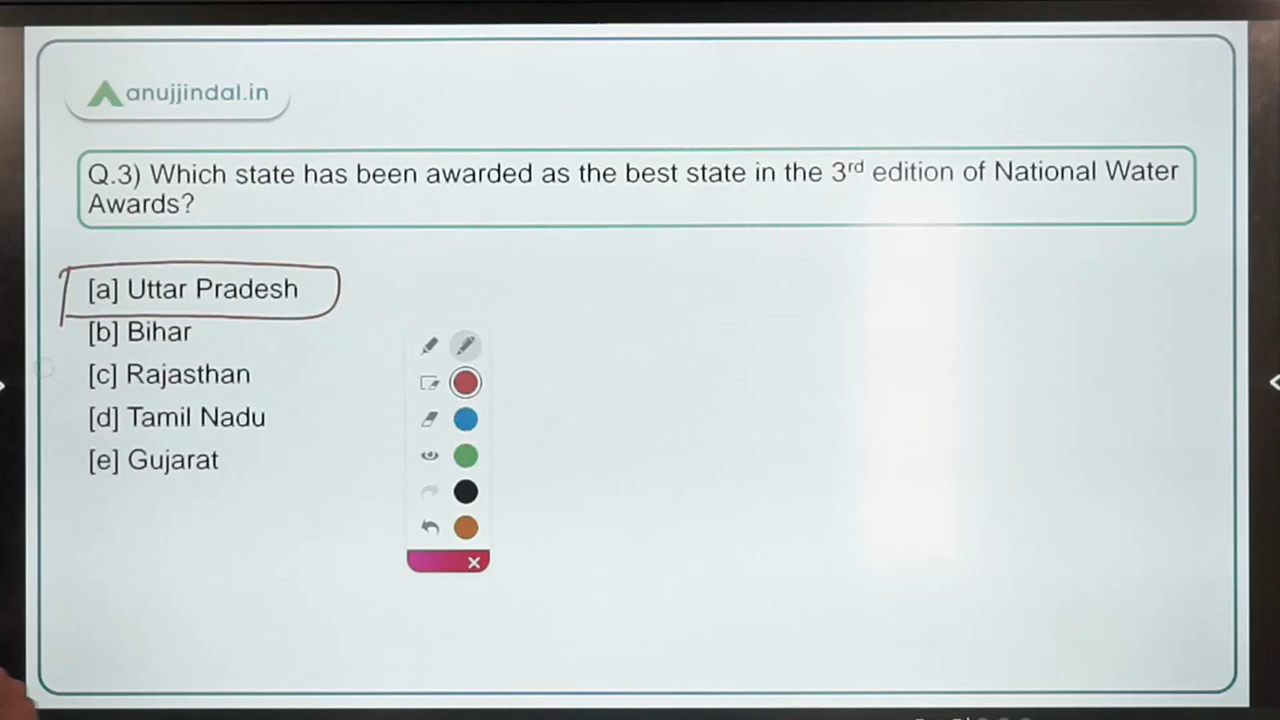 anujjindal.in
Q.3) Which state has been awarded as the best state in the 3rd edition of National Water
Awards?
[a] Uttar Pradesh
[b] Bihar
[c] Rajasthan
[d] Tamil Nadu
[e] Gujarat